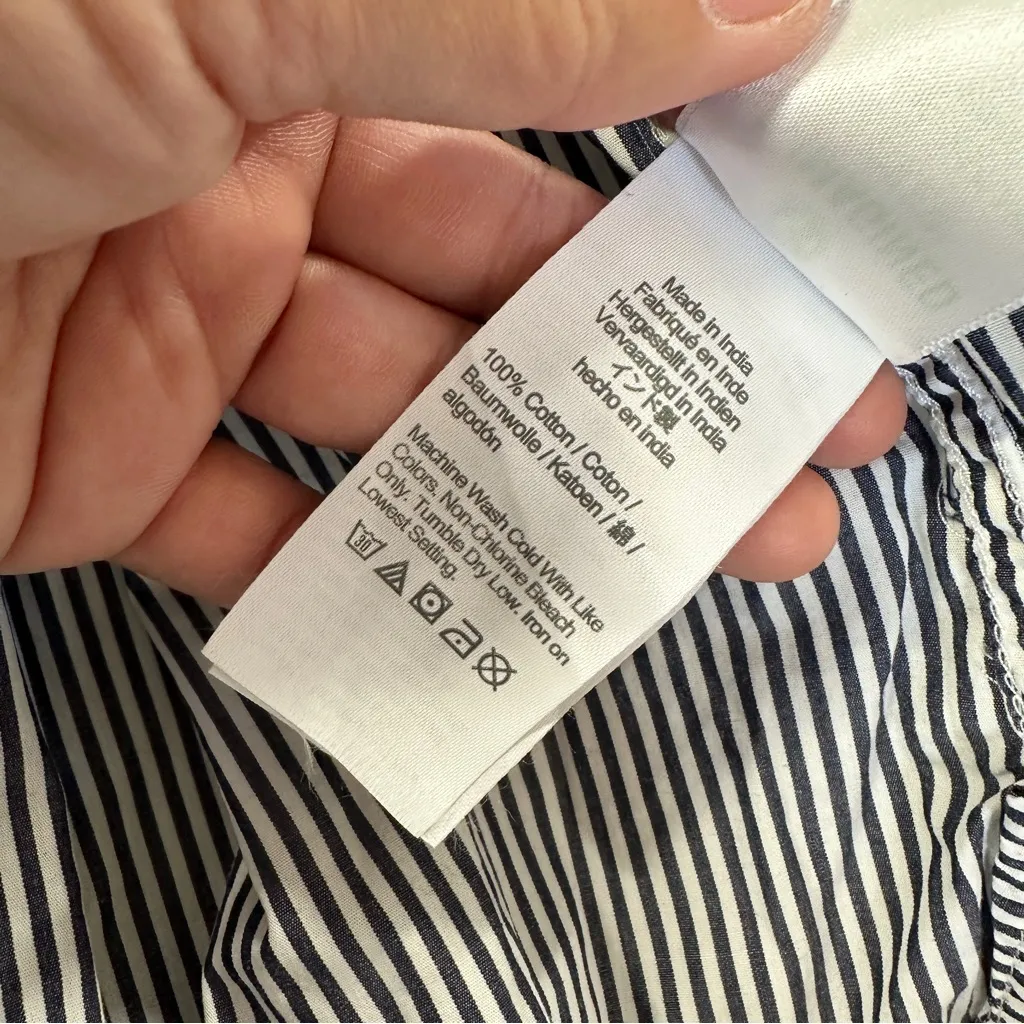 Made in India
Fabriqué en Inde
Hergestellt in Indien
Vervaardigd in India
インド製
hecho en India
100% Cotton / Coton /
Baumwolle / Katoen / 綿 /
algodón
Machine Wash Cold With Like
Colors. Non-Chlorine Bleach
Only. Tumble Dry Low. Iron on
Lowest Setting.
30